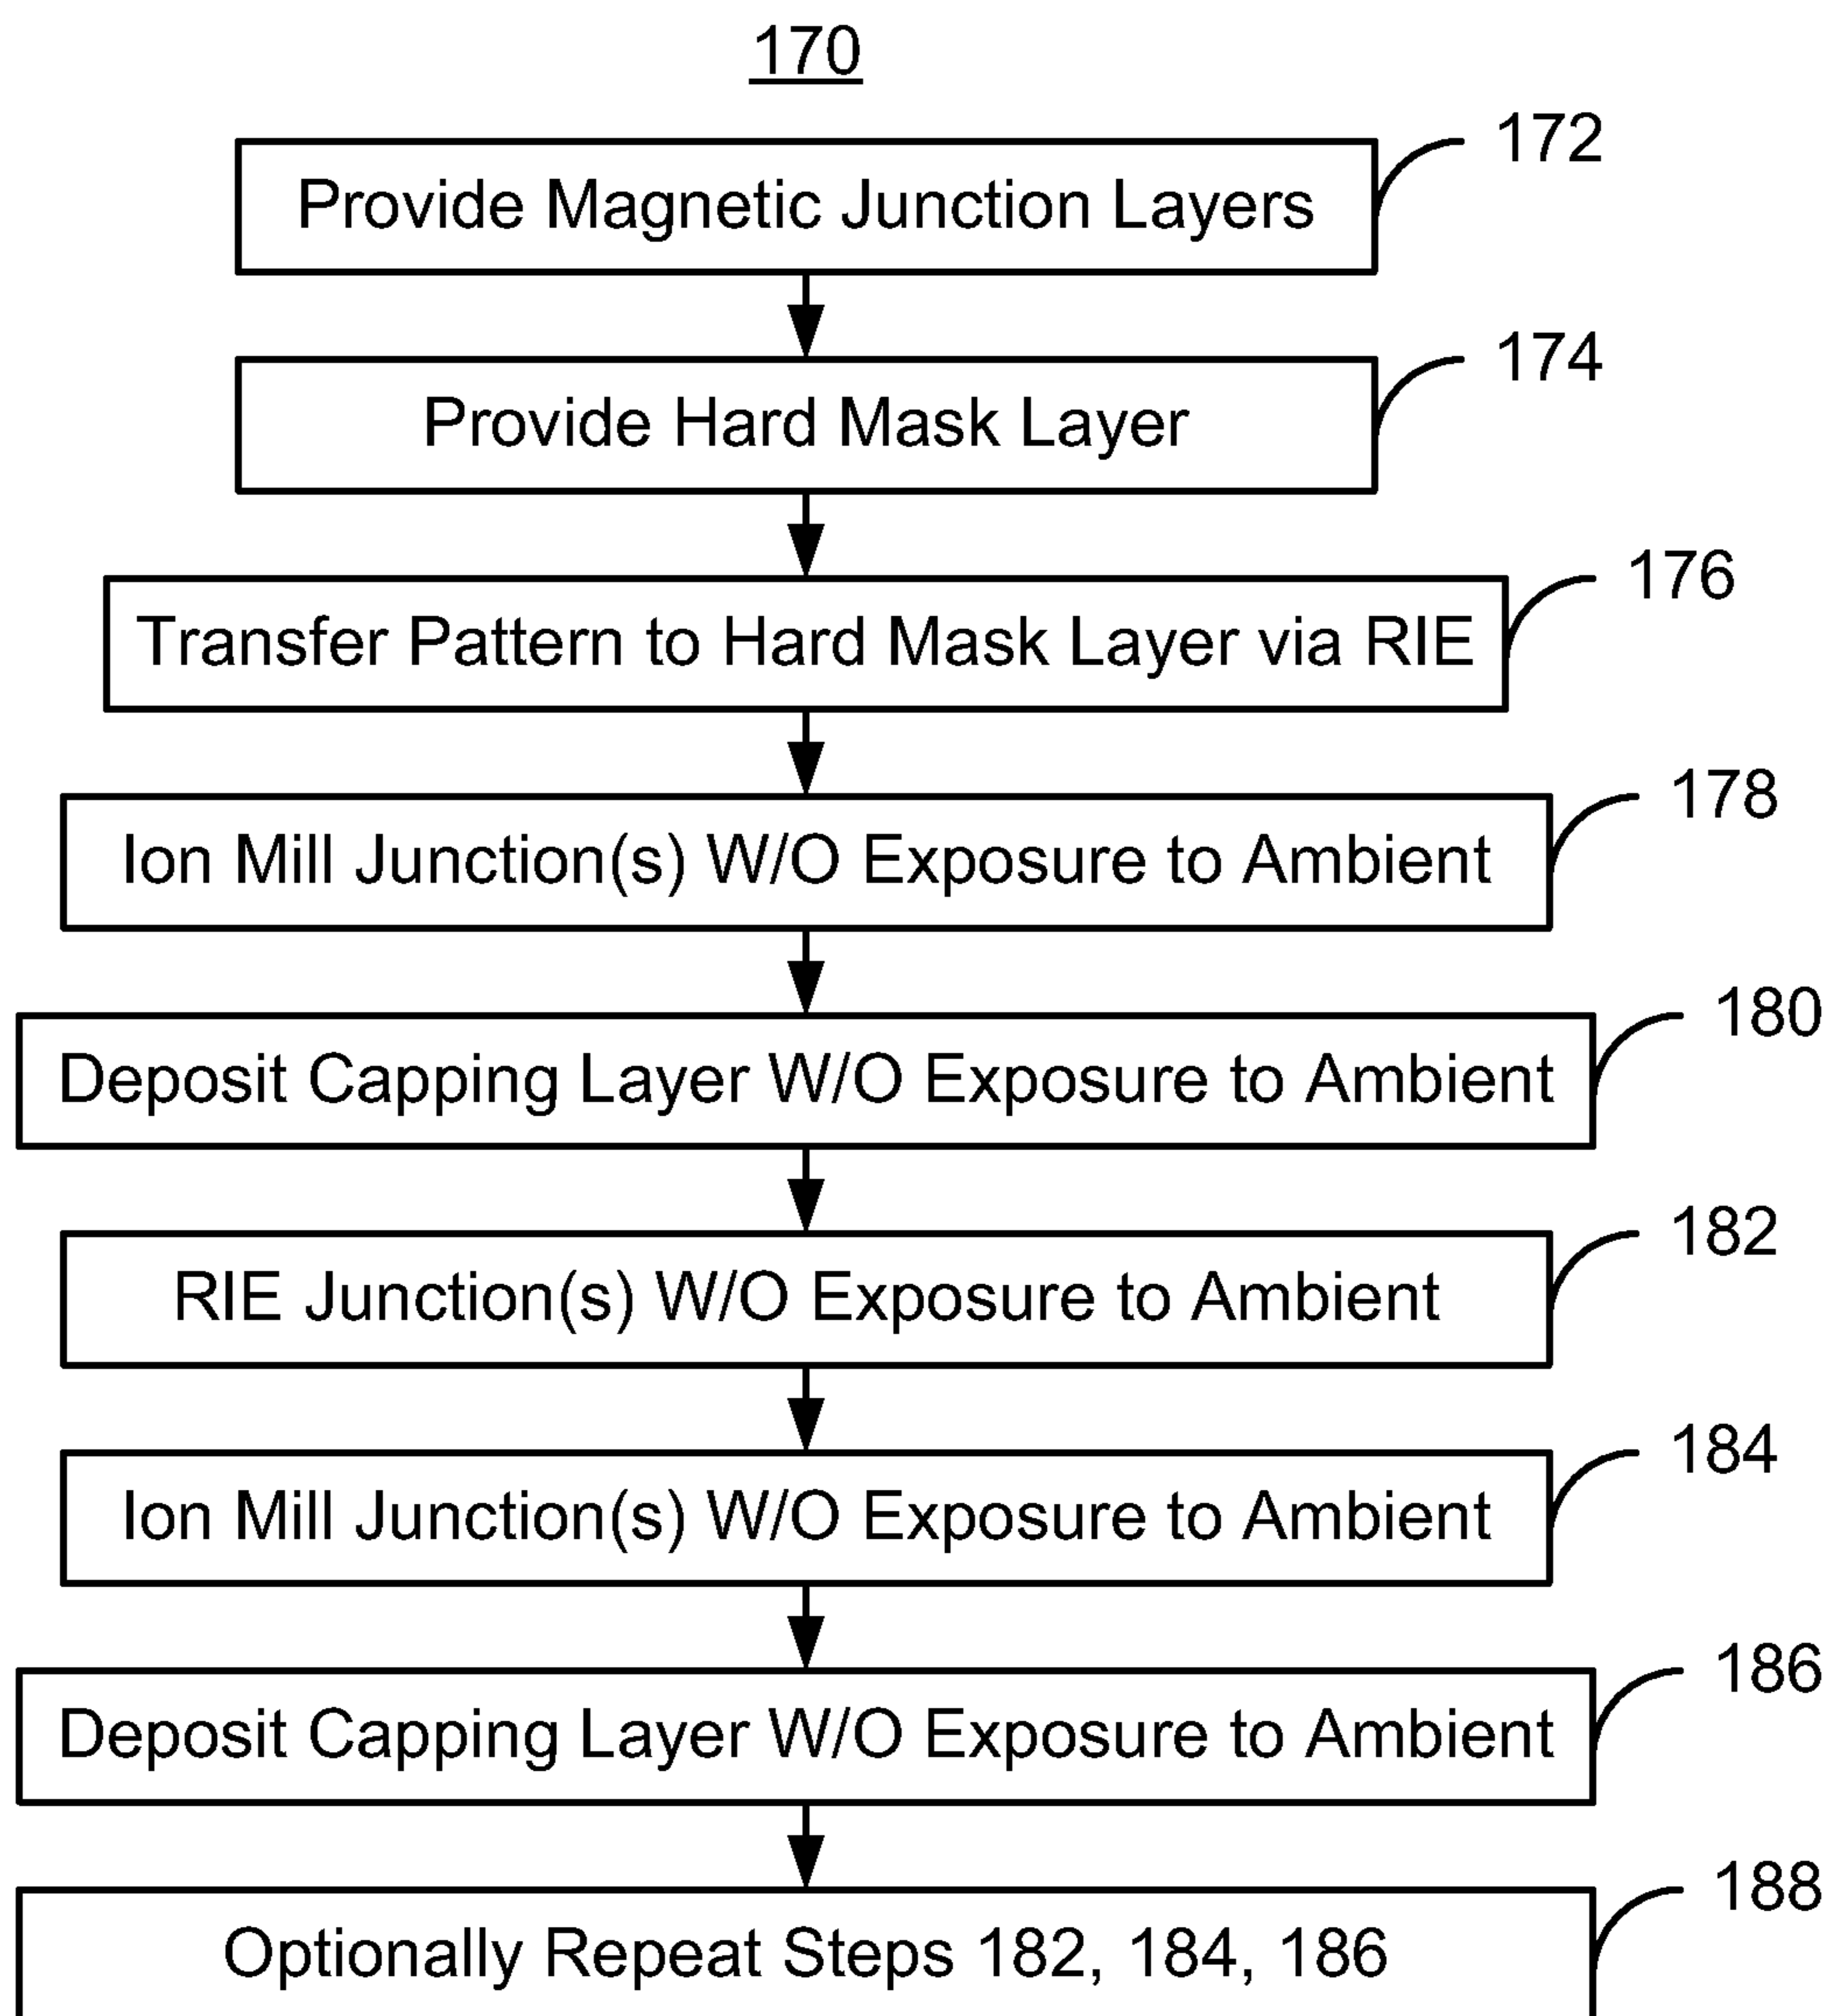 170
Provide Magnetic Junction Layers
172
Provide Hard Mask Layer
174
Transfer Pattern to Hard Mask Layer via RIE
176
Ion Mill Junction(s) W/O Exposure to Ambient
178
Deposit Capping Layer W/O Exposure to Ambient
180
RIE Junction(s) W/O Exposure to Ambient
182
Ion Mill Junction(s) W/O Exposure to Ambient
184
Deposit Capping Layer W/O Exposure to Ambient
186
Optionally Repeat Steps 182, 184, 186
188